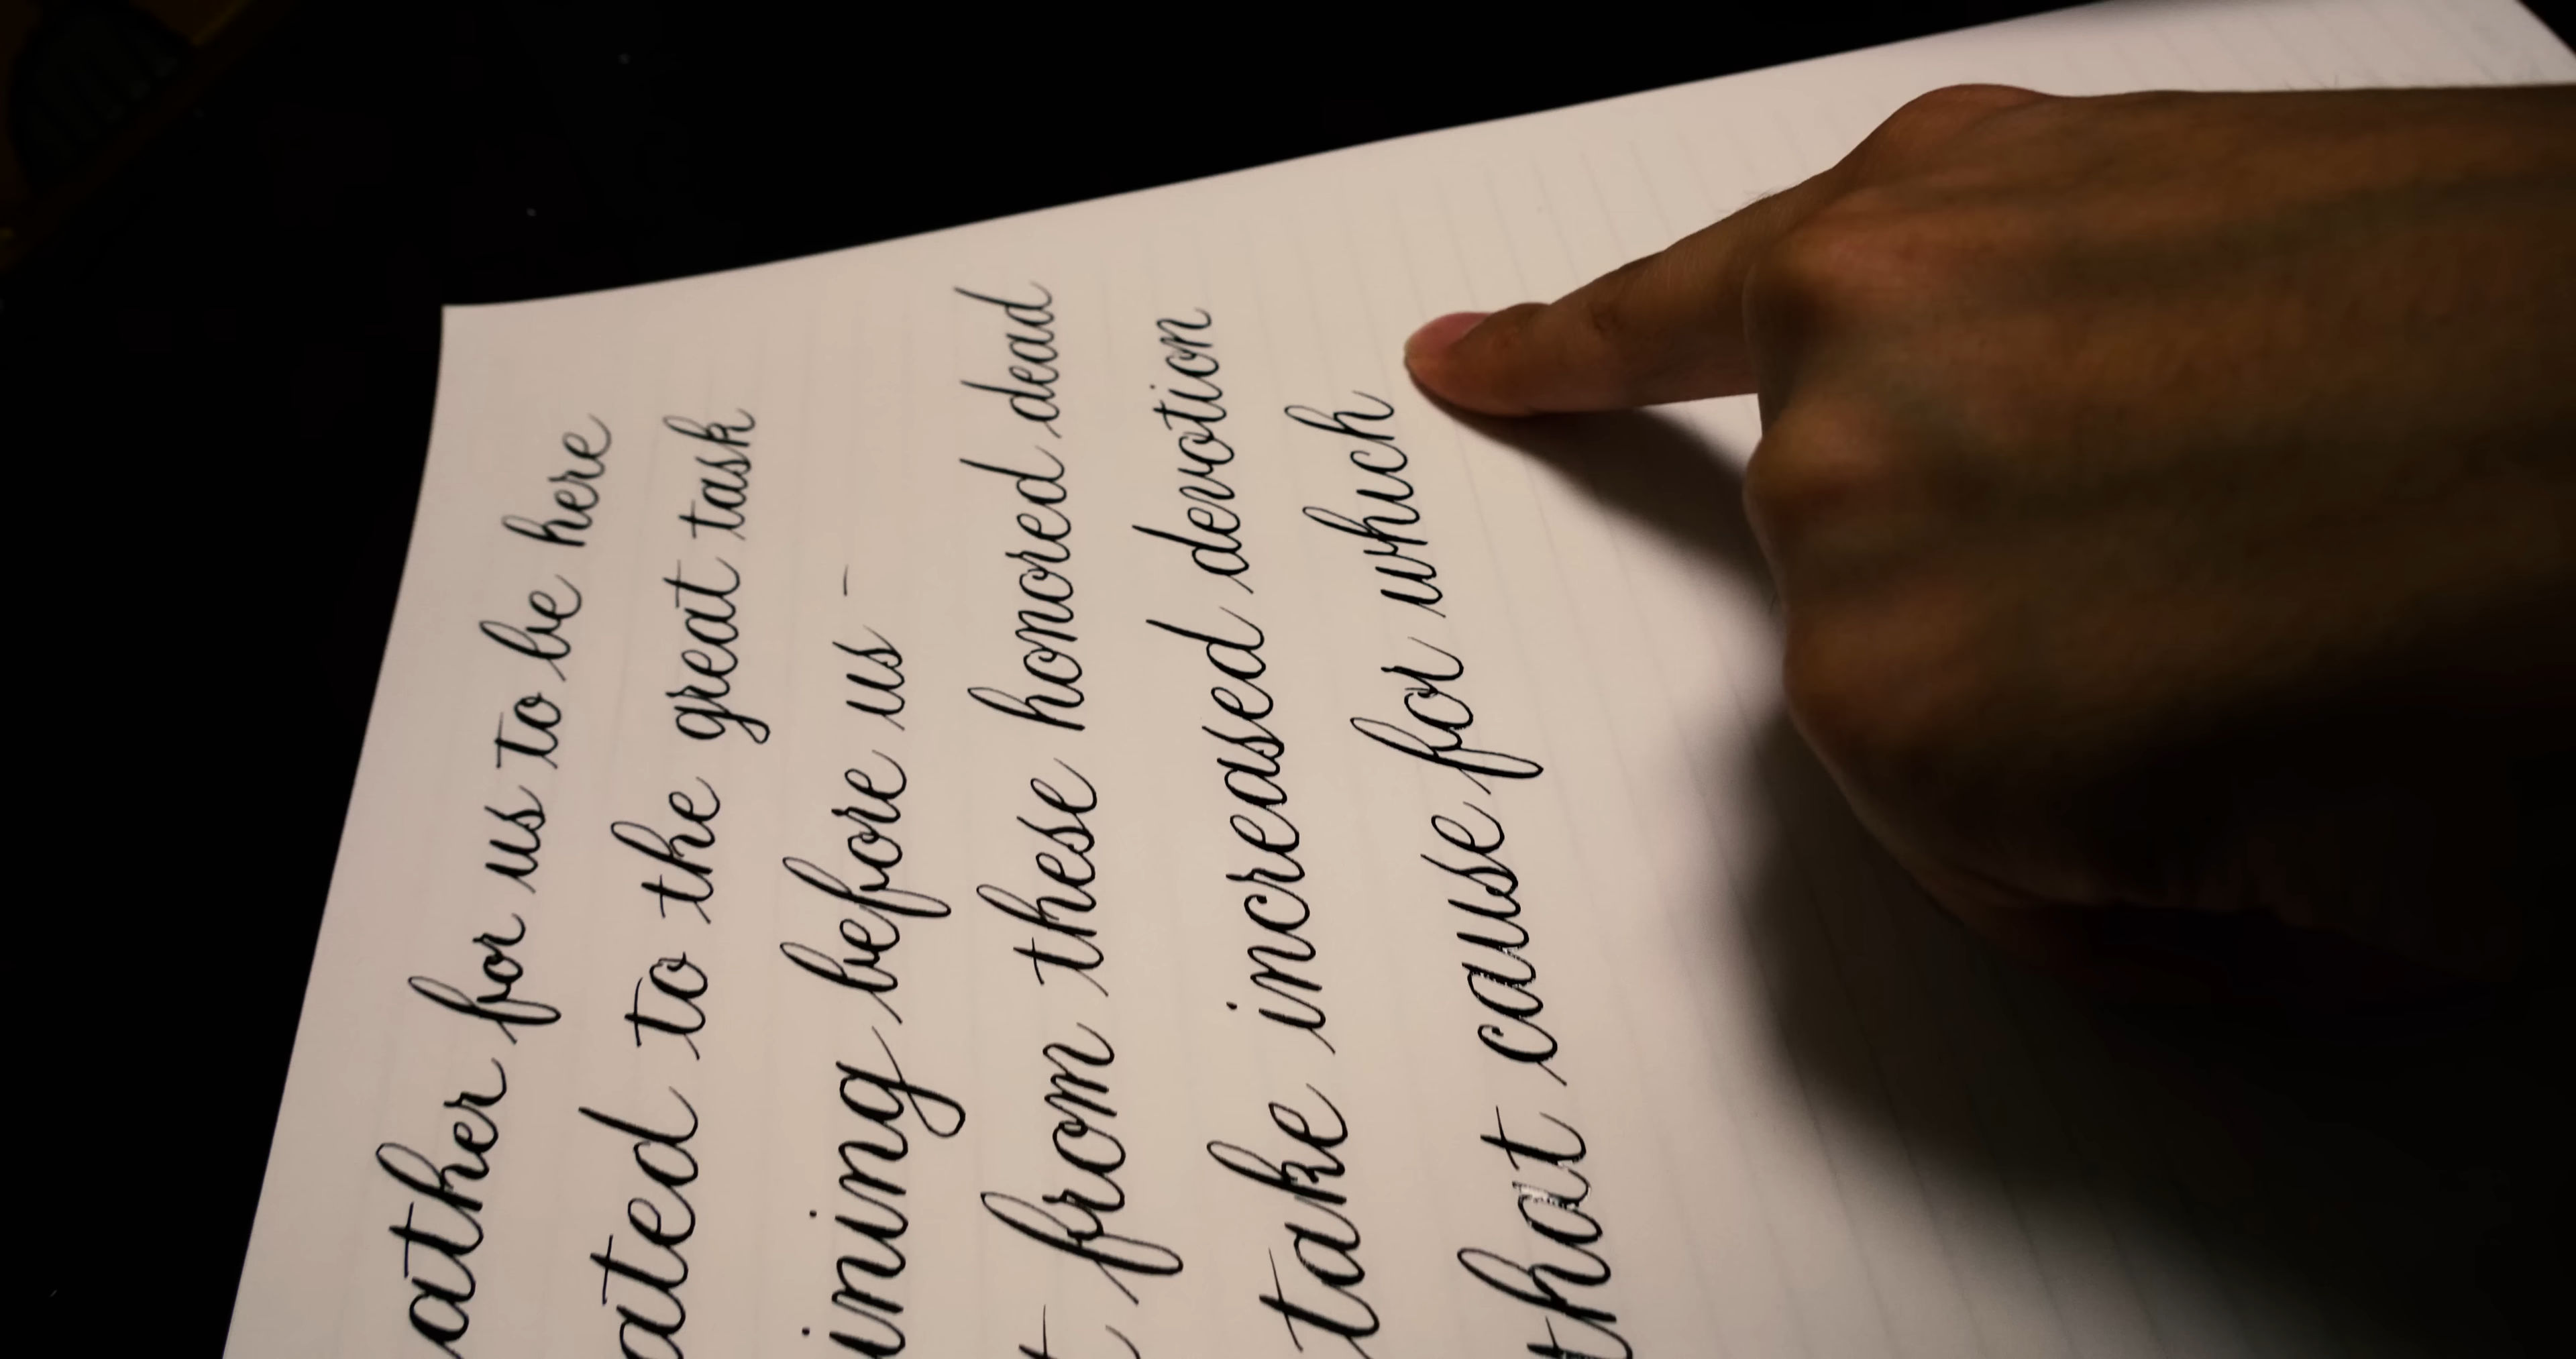 ather for us to be here
ated to the great task
ining before us –
t from these honored dead
take increased devotion
that cause for which